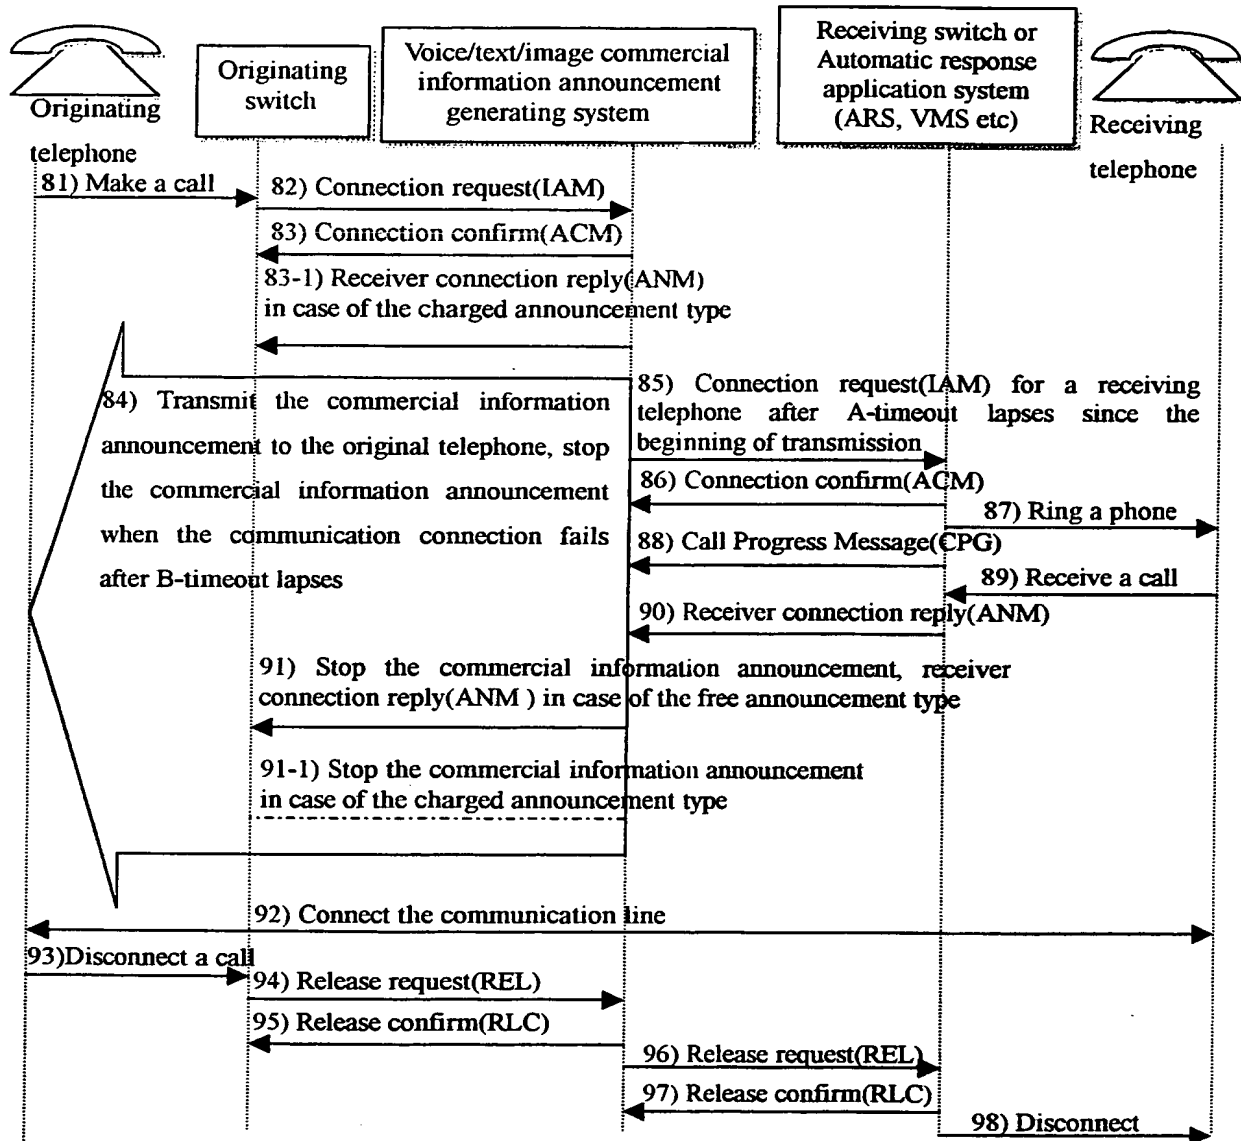 Originating
telephone
Originating
switch
Voice/text/image commercial
information announcement
generating system
Receiving switch or
Automatic response
application system
(ARS, VMS etc)
Receiving
telephone
81) Make a call
82) Connection request(IAM)
83) Connection confirm(ACM)
83-1) Receiver connection reply(ANM)
in case of the charged announcement type
84) Transmit the commercial information
announcement to the original telephone, stop
the commercial information announcement
when the communication connection fails
after B-timeout lapses
85) Connection request(IAM) for a receiving
telephone after A-timeout lapses since the
beginning of transmission
86) Connection confirm(ACM)
87) Ring a phone
88) Call Progress Message(CPG)
89) Receive a call
90) Receiver connection reply(ANM)
91) Stop the commercial information announcement, receiver
connection reply(ANM ) in case of the free announcement type
91-1) Stop the commercial information announcement
in case of the charged announcement type
92) Connect the communication line
93)Disconnect a call
94) Release request(REL)
95) Release confirm(RLC)
96) Release request(REL)
97) Release confirm(RLC)
98) Disconnect